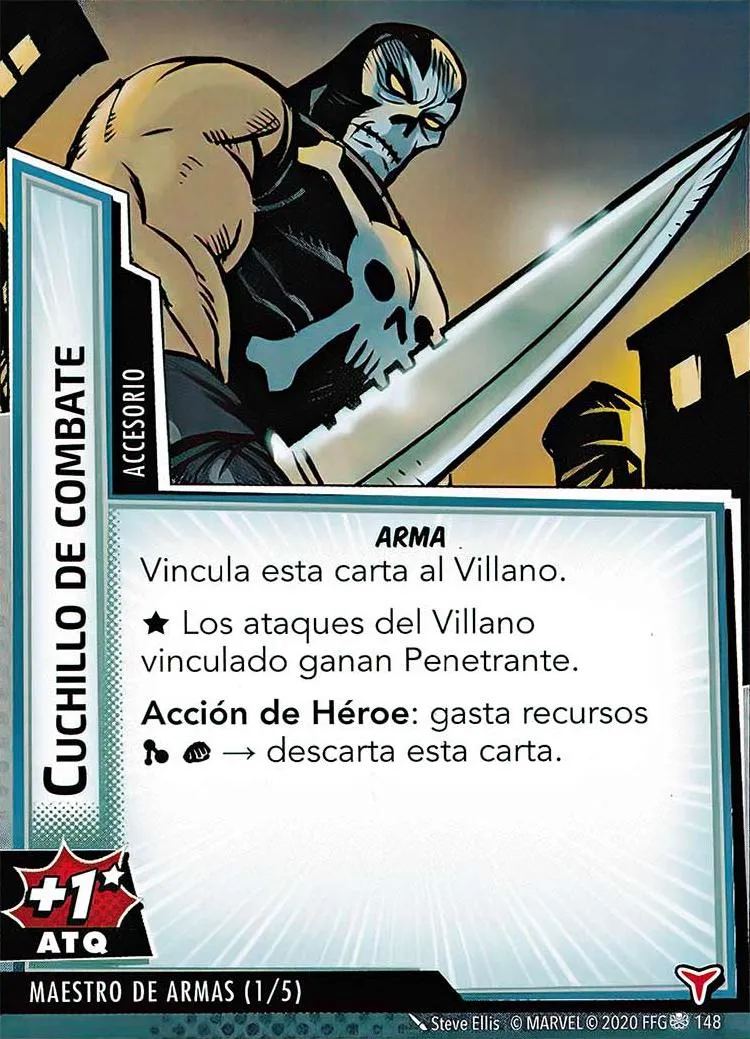 CUCHILLO DE COMBATE
ACCESORIO
ARMA
Vincula esta carta al Villano.
★ Los ataques del Villano
vinculado ganan Penetrante.
Acción de Héroe: gasta recursos
→ descarta esta carta.
+1★
ATQ
MAESTRO DE ARMAS (1/5)
Steve Ellis © MARVEL © 2020 FFG 148